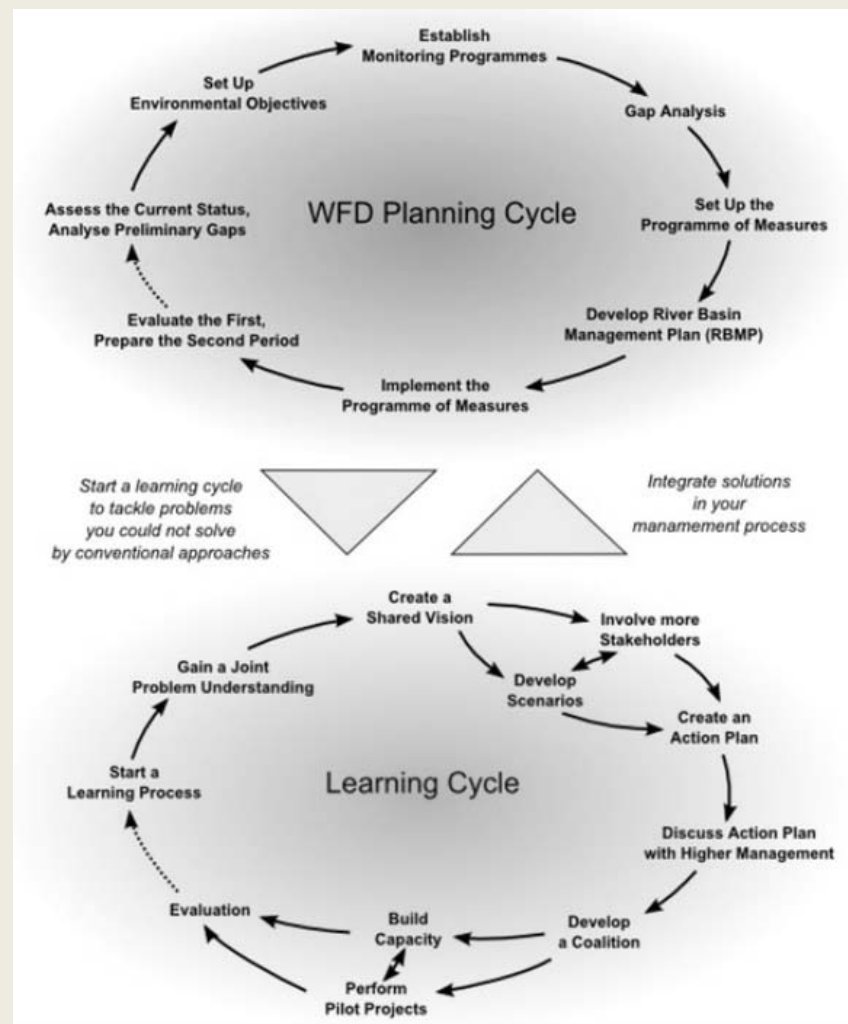 Establish
Monitoring Programmes
Set Up
Environmental Objectives
Gap Analysis
Assess the Current Status,
Analyse Preliminary Gaps
WFD Planning Cycle
Set Up the
Programme of Measures
Evaluate the First,
Prepare the Second Period
Develop River Basin
Management Plan (RBMP)
Implement the
Programme of Measures
Start a learning cycle
to tackle problems
you could not solve
by conventional approaches
Integrate solutions
in your
manamement process
Create a
Shared Vision
Involve more
Stakeholders
Gain a Joint
Problem Understanding
Develop
Scenarios
Create an
Action Plan
Start a
Learning Process
Learning Cycle
Discuss Action Plan
with Higher Management
Evaluation
Build
Capacity
Develop
a Coalition
Perform
Pilot Projects